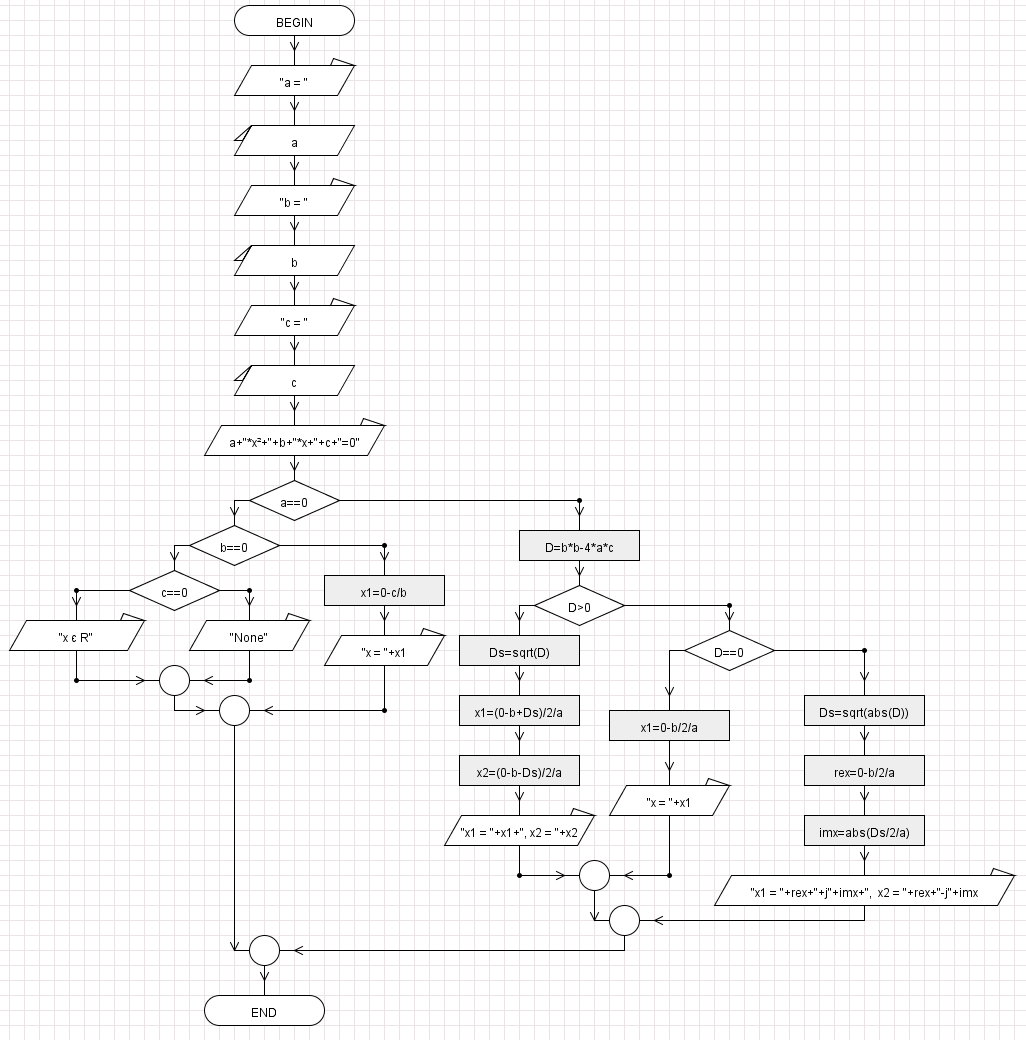 BEGIN
"a = "
a
"b = "
b
"c = "
c
a+"*x²+"+b+"*x+"+c+"=0"
a==0
b==0
D=b*b-4*a*c
c==0
x1=0-c/b
D>0
"x є R"
"None"
"x = "+x1
Ds=sqrt(D)
D==0
x1=(0-b+Ds)/2/a
x1=0-b/2/a
Ds=sqrt(abs(D))
x2=(0-b-Ds)/2/a
rex=0-b/2/a
"x = "+x1
"x1 = "+x1+", x2 = "+x2
imx=abs(Ds/2/a)
"x1 = "+rex+"+j"+imx+",  x2 = "+rex+"-j"+imx
END